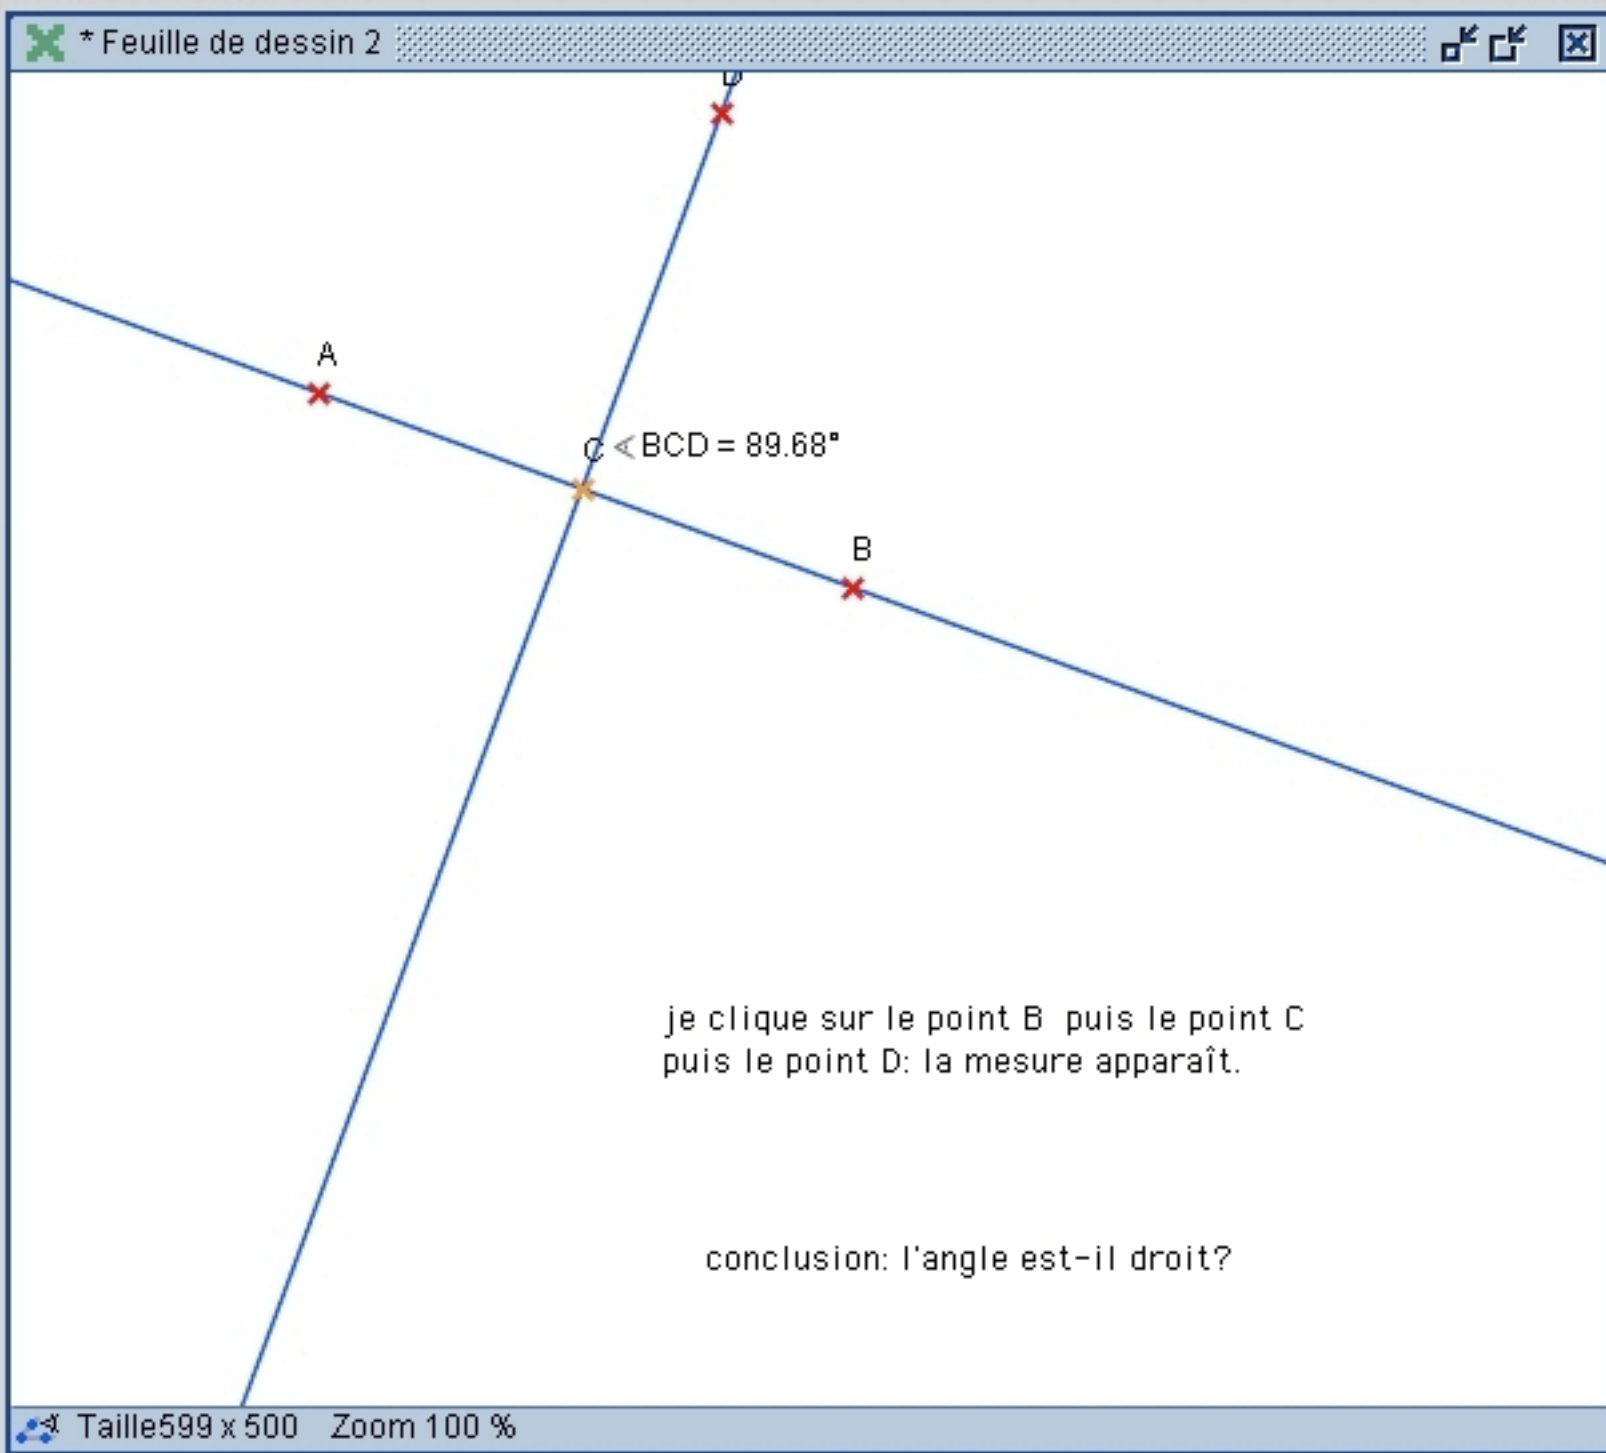 * Feuille de dessin 2
D
A
C ∢ BCD = 89.68°
B
je clique sur le point B  puis le point C
puis le point D: la mesure apparaît.
conclusion: l'angle est-il droit?
Taille599 x 500 Zoom 100 %